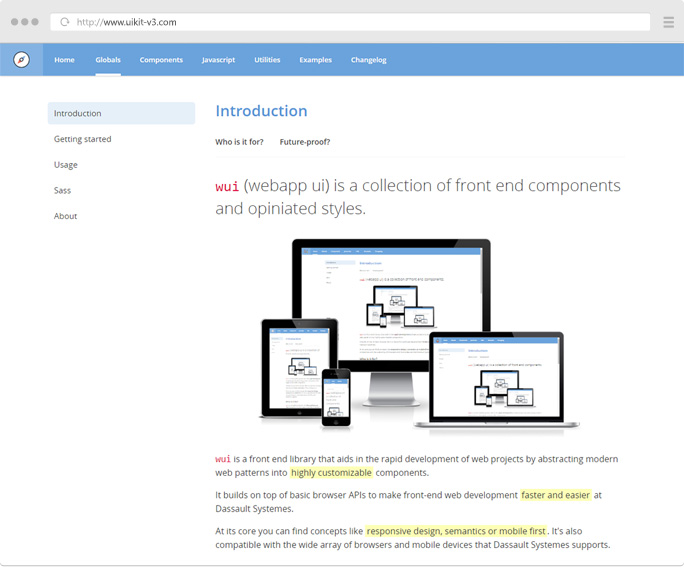 http://www.uikit-v3.com
Home Globals Components Javascript Utilities Examples Changelog
Introduction
Getting started
Usage
Sass
About
Introduction
Who is it for? Future-proof?
wui (webapp ui) is a collection of front end components
and opiniated styles.
wui is a front end library that aids in the rapid development of web projects by abstracting modern
web patterns into highly customizable components.
It builds on top of basic browser APIs to make front-end web development faster and easier at
Dassault Systemes.
At its core you can find concepts like responsive design, semantics or mobile first. It's also
compatible with the wide array of browsers and mobile devices that Dassault Systemes supports.